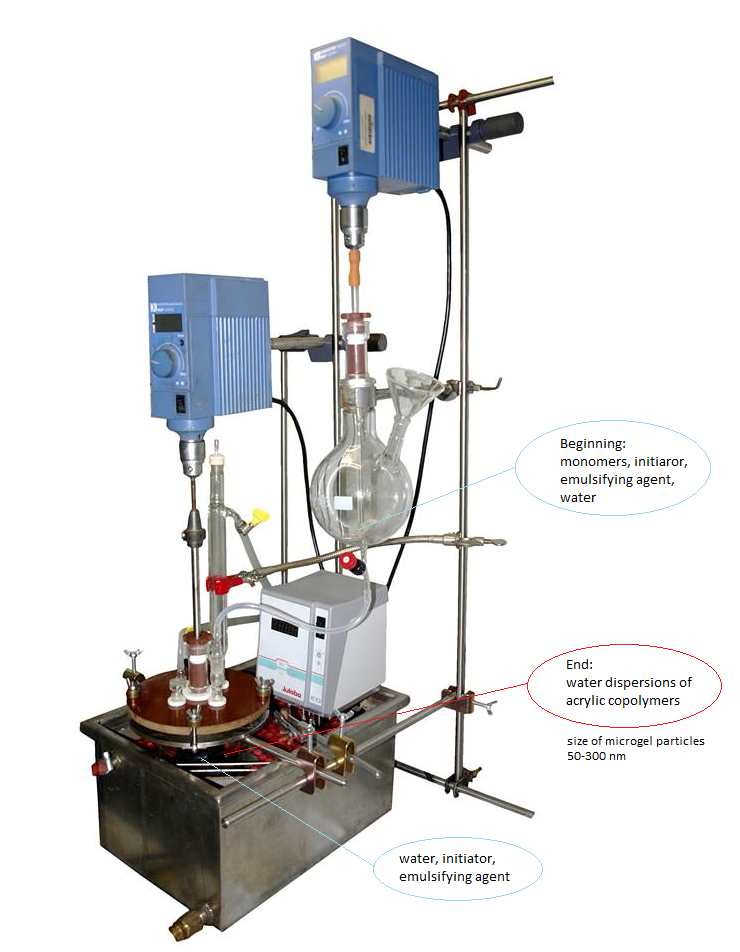 Beginning:
monomers, initiaror,
emulsifying agent,
water
End:
water dispersions of
acrylic copolymers
size of microgel particles
50-300 nm
Julabo
water, initiator,
emulsifying agent